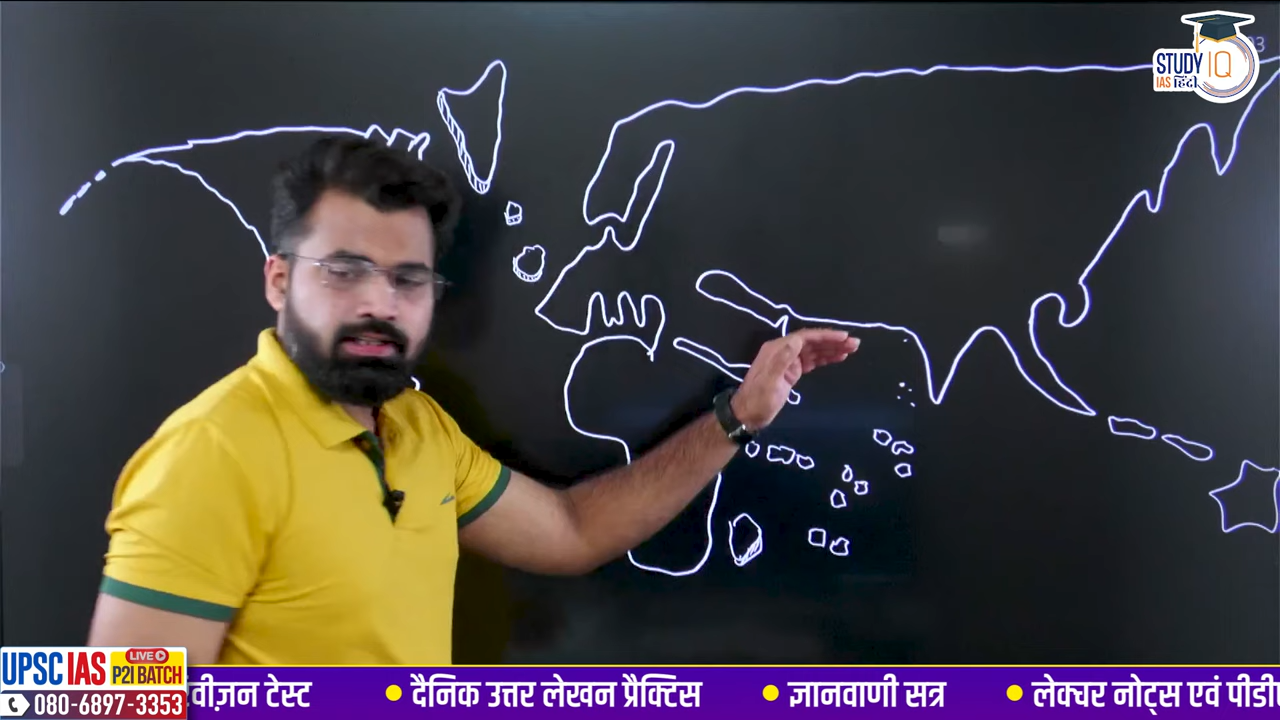 STUDY IQ
IAS हिंदी
UPSC IAS LIVE P2I BATCH
080-6897-3353
वीज़न टेस्ट • दैनिक उत्तर लेखन प्रैक्टिस • ज्ञानवाणी सत्र • लेक्चर नोट्स एवं पीडी